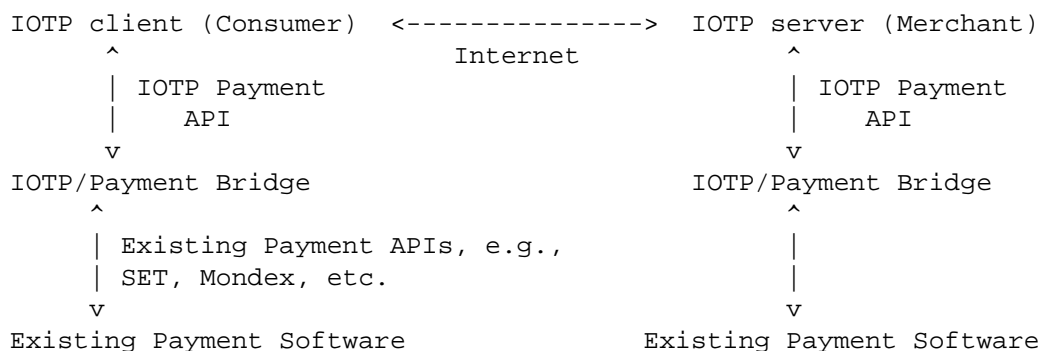 IOTP client (Consumer)  <--------------->  IOTP server (Merchant)
      ^                     Internet              ^
      | IOTP Payment                              | IOTP Payment
      |    API                                    |    API
      v                                           v
IOTP/Payment Bridge                        IOTP/Payment Bridge
     ^                                            ^
     | Existing Payment APIs, e.g.,               |
     | SET, Mondex, etc.                          |
     v                                            v
Existing Payment Software               Existing Payment Software